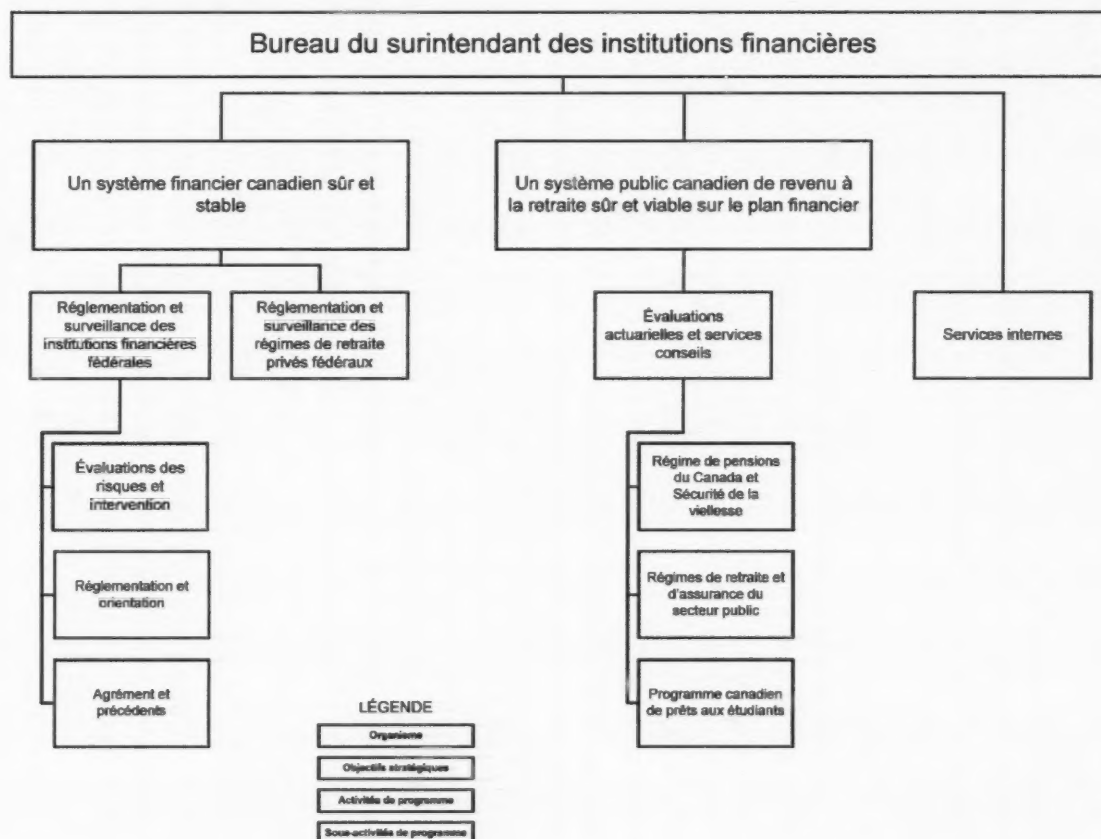 Bureau du surintendant des institutions financières
Un système financier canadien sûr et
stable
Un système public canadien de revenu à
la retraite sûr et viable sur le plan financier
Réglementation et
surveillance des
institutions financières
fédérales
Réglementation et
surveillance des
régimes de retraite
privés fédéraux
Évaluations
actuarielles et services
conseils
Services internes
Évaluations des
risques et
intervention
Réglementation et
orientation
Agrément et
précédents
Régime de pensions
du Canada et
Sécurité de la
viellesse
Régimes de retraite et
d'assurance du
secteur public
Programme canadien
de prêts aux étudiants
LÉGENDE
Organisme
Objectifs stratégiques
Activités de programme
Sous-activités de programme